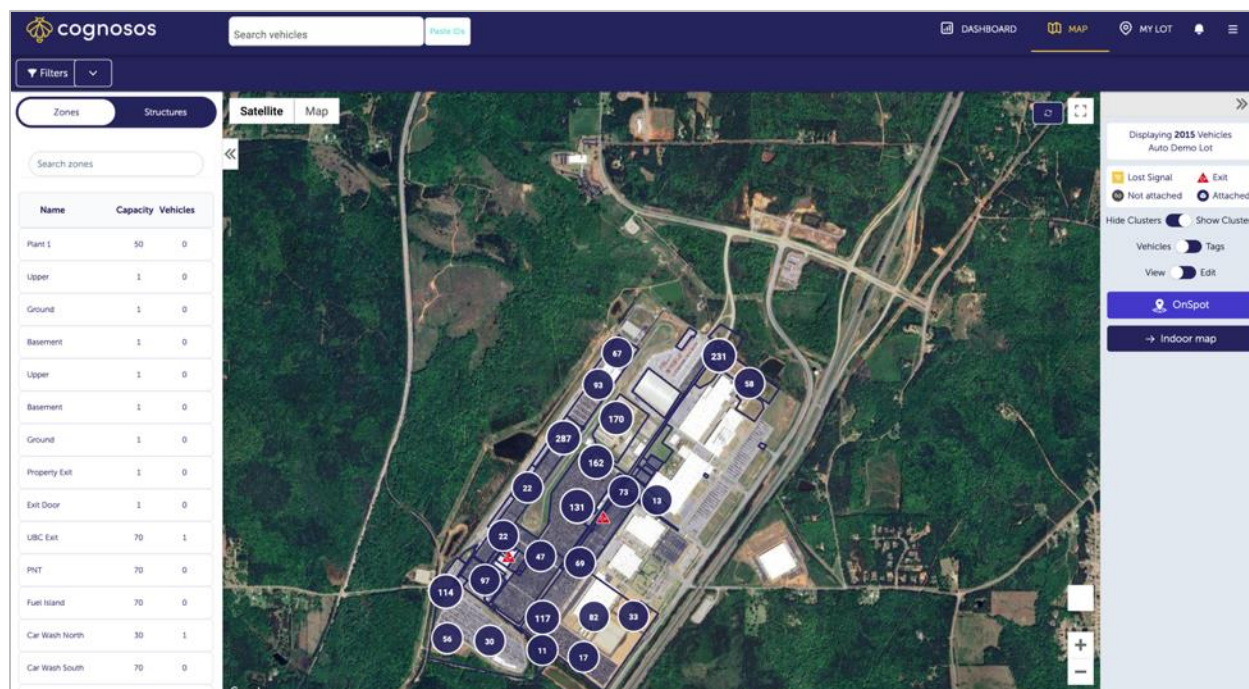 cognosos
Search vehicles
Paste IDs
DASHBOARD
MAP
MY LOT
Filters
Zones
Structures
Search zones
Name Capacity Vehicles
Plant 1 50 0
Upper 1 0
Ground 1 0
Basement 1 0
Upper 1 0
Basement 1 0
Ground 1 0
Property Exit 1 0
Exit Door 1 0
UBC Exit 70 1
PNT 70 0
Fuel Island 70 0
Car Wash North 30 1
Car Wash South 70 0
Satellite
Map
67
231
93
58
170
287
162
22
73
13
131
22
47
69
97
114
117
82
33
56
30
11
17
Displaying 2015 Vehicles
Auto Demo Lot
Lost Signal
Exit
Not attached
Attached
Hide Clusters
Show Cluste
Vehicles
Tags
View
Edit
OnSpot
→ Indoor map
+
−